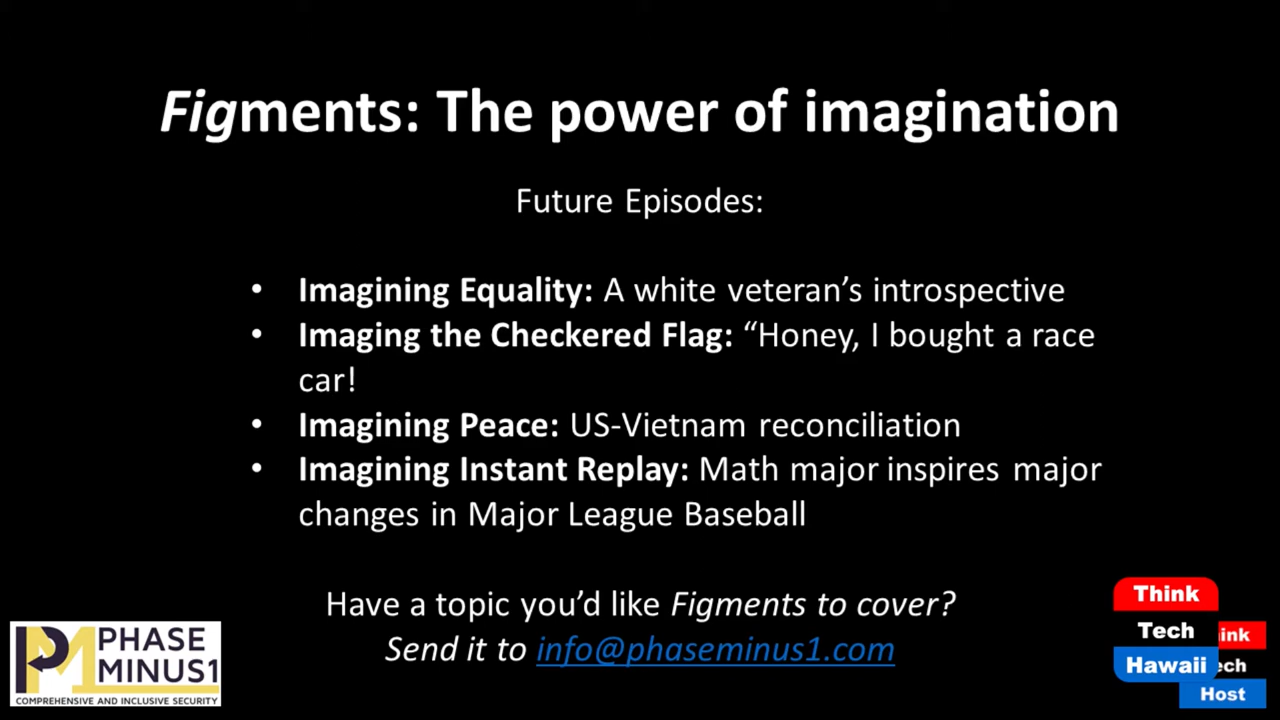 Figments: The power of imagination
Future Episodes:
• Imagining Equality: A white veteran’s introspective
• Imaging the Checkered Flag: “Honey, I bought a race
car!
• Imagining Peace: US-Vietnam reconciliation
• Imagining Instant Replay: Math major inspires major
changes in Major League Baseball
Have a topic you’d like Figments to cover?
Send it to info@phaseminus1.com
PM1 PHASE
MINUS1
COMPREHENSIVE AND INCLUSIVE SECURITY
Think
Tech
Hawaii
ink
ech
Host